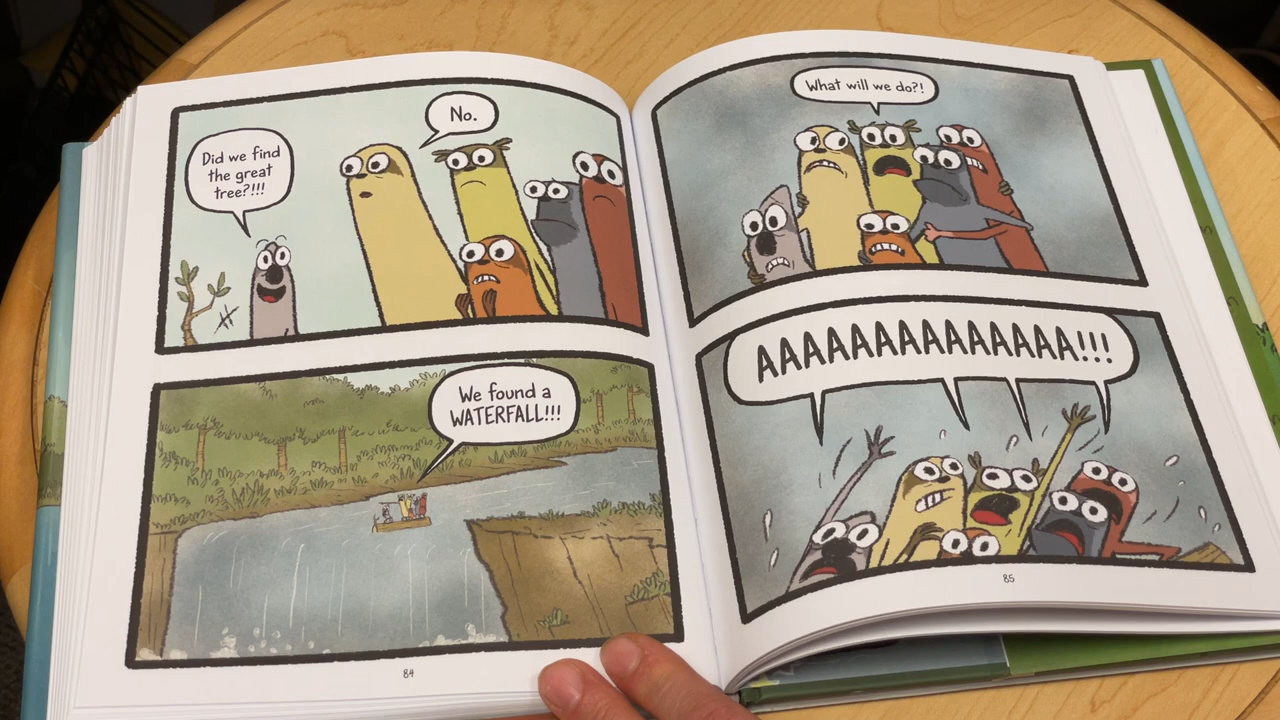 Did we find
the great
tree?!!!
No.
We found a
WATERFALL!!!
84
What will we do?!
AAAAAAAAAAAAAA!!!
85